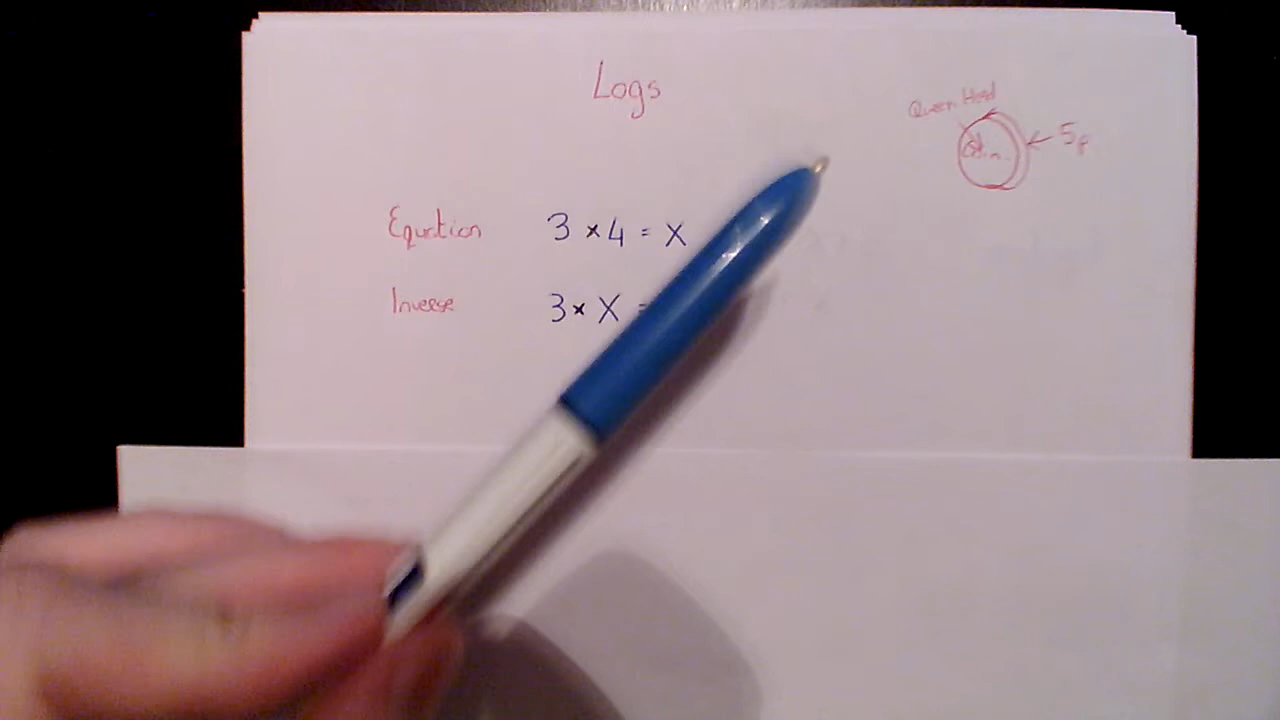 Logs
Equation 3 × 4 = X
Inverse 3 × X =